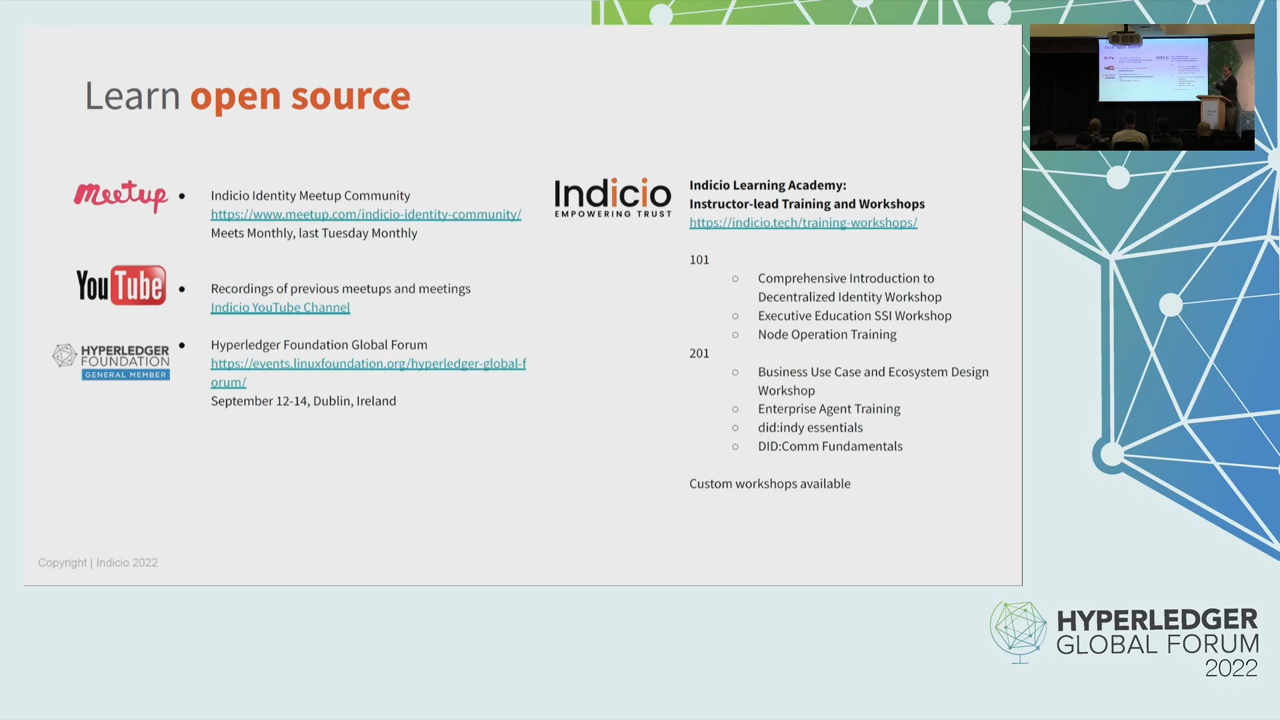 Learn open source
meetup
Indicio Identity Meetup Community
https://www.meetup.com/indicio-identity-community/
Meets Monthly, last Tuesday Monthly
YouTube
Recordings of previous meetups and meetings
Indicio YouTube Channel
HYPERLEDGER
FOUNDATION
GENERAL MEMBER
Hyperledger Foundation Global Forum
https://events.linuxfoundation.org/hyperledger-global-f
orum/
September 12-14, Dublin, Ireland
Indicio
EMPOWERING TRUST
Indicio Learning Academy:
Instructor-lead Training and Workshops
https://indicio.tech/training-workshops/
101
Comprehensive Introduction to
Decentralized Identity Workshop
Executive Education SSI Workshop
Node Operation Training
201
Business Use Case and Ecosystem Design
Workshop
Enterprise Agent Training
did:indy essentials
DID:Comm Fundamentals
Custom workshops available
Copyright | Indicio 2022
HYPERLEDGER
GLOBAL FORUM
2022